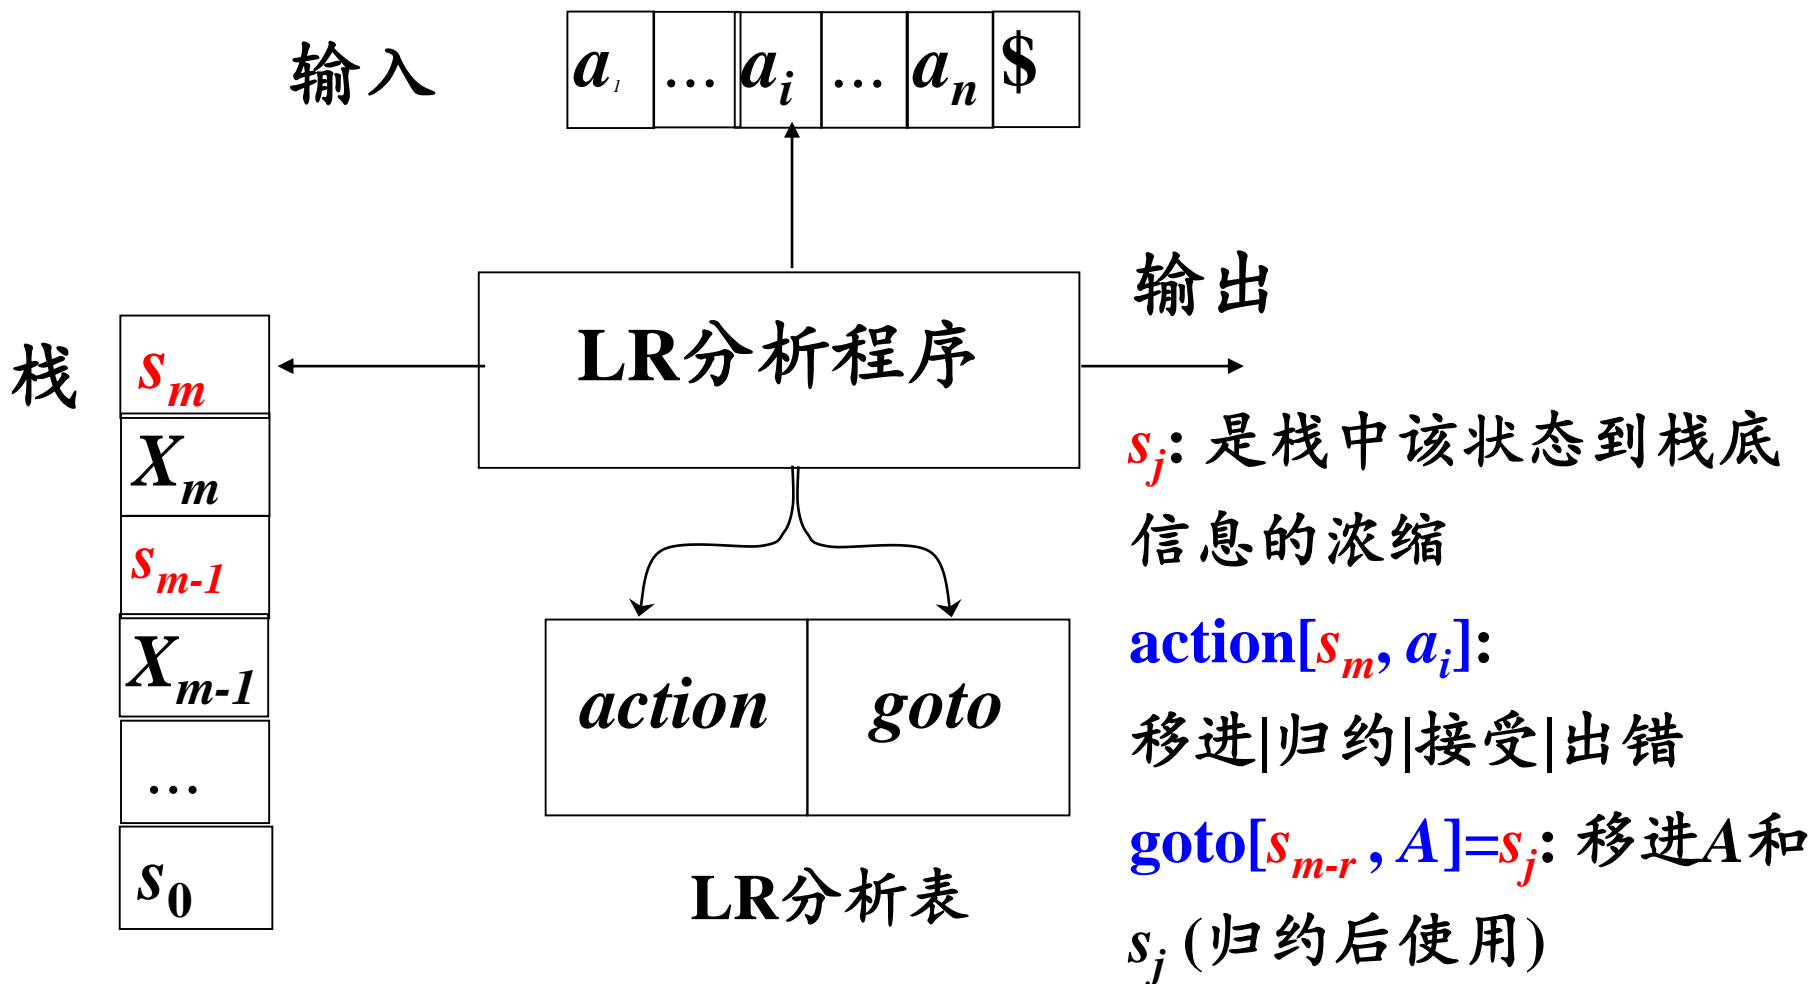 输入
a1 … ai … an $
输出
LR分析程序
栈
sm
Xm
sm-1
Xm-1
…
s0
action goto
LR分析表
sj: 是栈中该状态到栈底
信息的浓缩
action[sm, ai]:
移进|归约|接受|出错
goto[sm-r , A]=sj: 移进A和
sj (归约后使用)